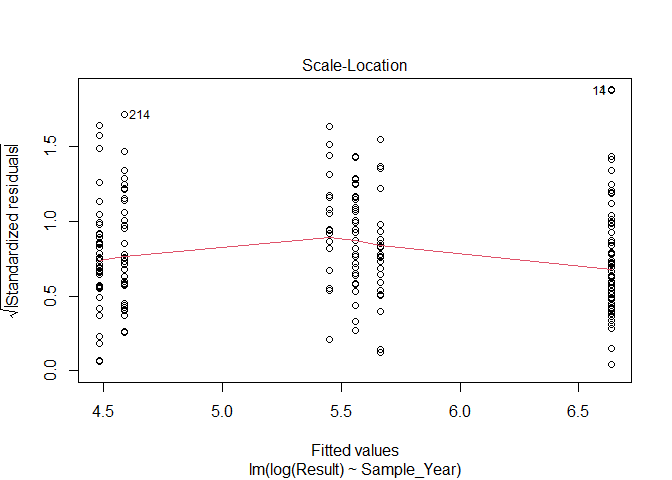 Scale-Location
√|Standardized residuals|
0.0 0.5 1.0 1.5
214
14
4.5 5.0 5.5 6.0 6.5
Fitted values
lm(log(Result) ~ Sample_Year)